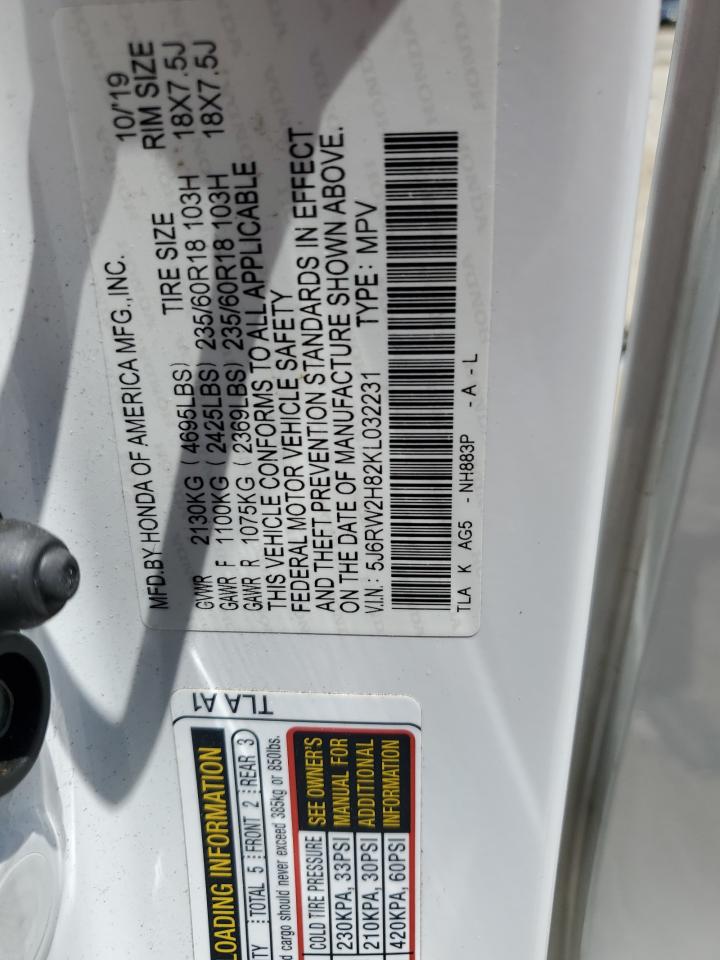 MFD.BY HONDA OF AMERICA MFG.,INC. 10/'19
TIRE SIZE RIM SIZE
GVWR 2130KG ( 4695LBS)
GAWR F 1100KG ( 2425LBS) 235/60R18 103H 18X7.5J
GAWR R 1075KG ( 2369LBS) 235/60R18 103H 18X7.5J
THIS VEHICLE CONFORMS TO ALL APPLICABLE
FEDERAL MOTOR VEHICLE SAFETY
AND THEFT PREVENTION STANDARDS IN EFFECT
ON THE DATE OF MANUFACTURE SHOWN ABOVE.
V.I.N: 5J6RW2H82KL032231 TYPE: MPV
TLA K AG5 - NH883P - A - L
TLA A1
LOADING INFORMATION
TOTAL 5 FRONT 2 REAR 3
cargo should never exceed 385kg or 850lbs.
COLD TIRE PRESSURE SEE OWNER'S
230KPA, 33PSI MANUAL FOR
210KPA, 30PSI ADDITIONAL
420KPA, 60PSI INFORMATION